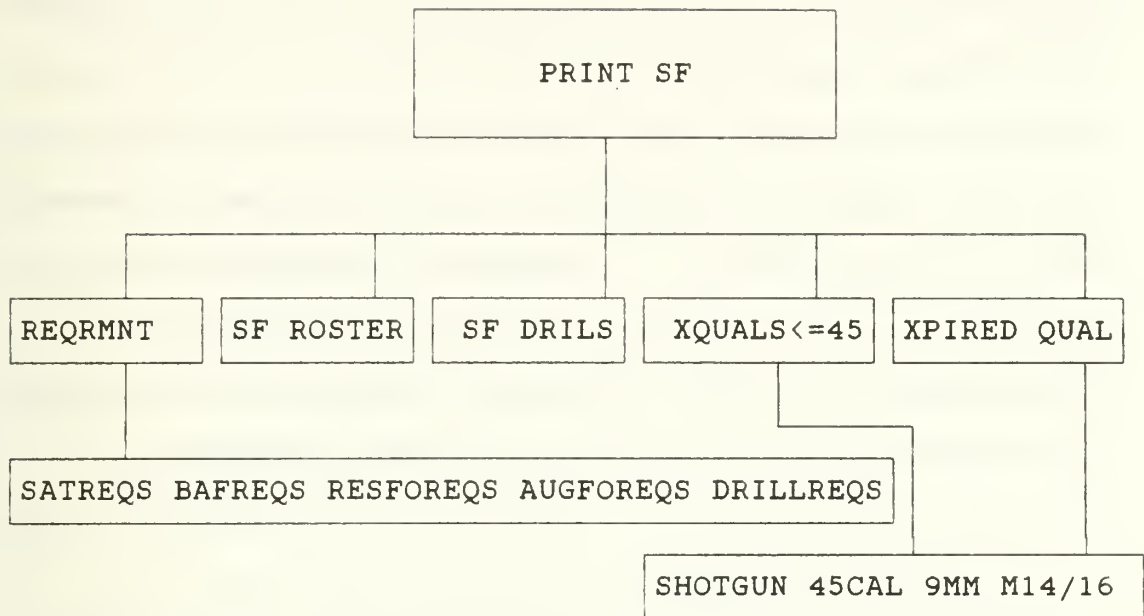 PRINT SF
REQRMNT
SF ROSTER
SF DRILS
XQUALS<=45
XPIRED QUAL
SATREQS BAFREQS RESFOREQS AUGFOREQS DRILLREQS
SHOTGUN 45CAL 9MM M14/16